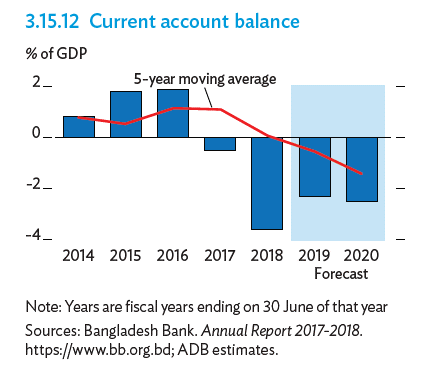 3.15.12 Current account balance
% of GDP
5-year moving average
2
0
-2
-4
2014 2015 2016 2017 2018 2019 2020
Forecast
Note: Years are fiscal years ending on 30 June of that year
Sources: Bangladesh Bank. Annual Report 2017–2018.
https://www.bb.org.bd; ADB estimates.